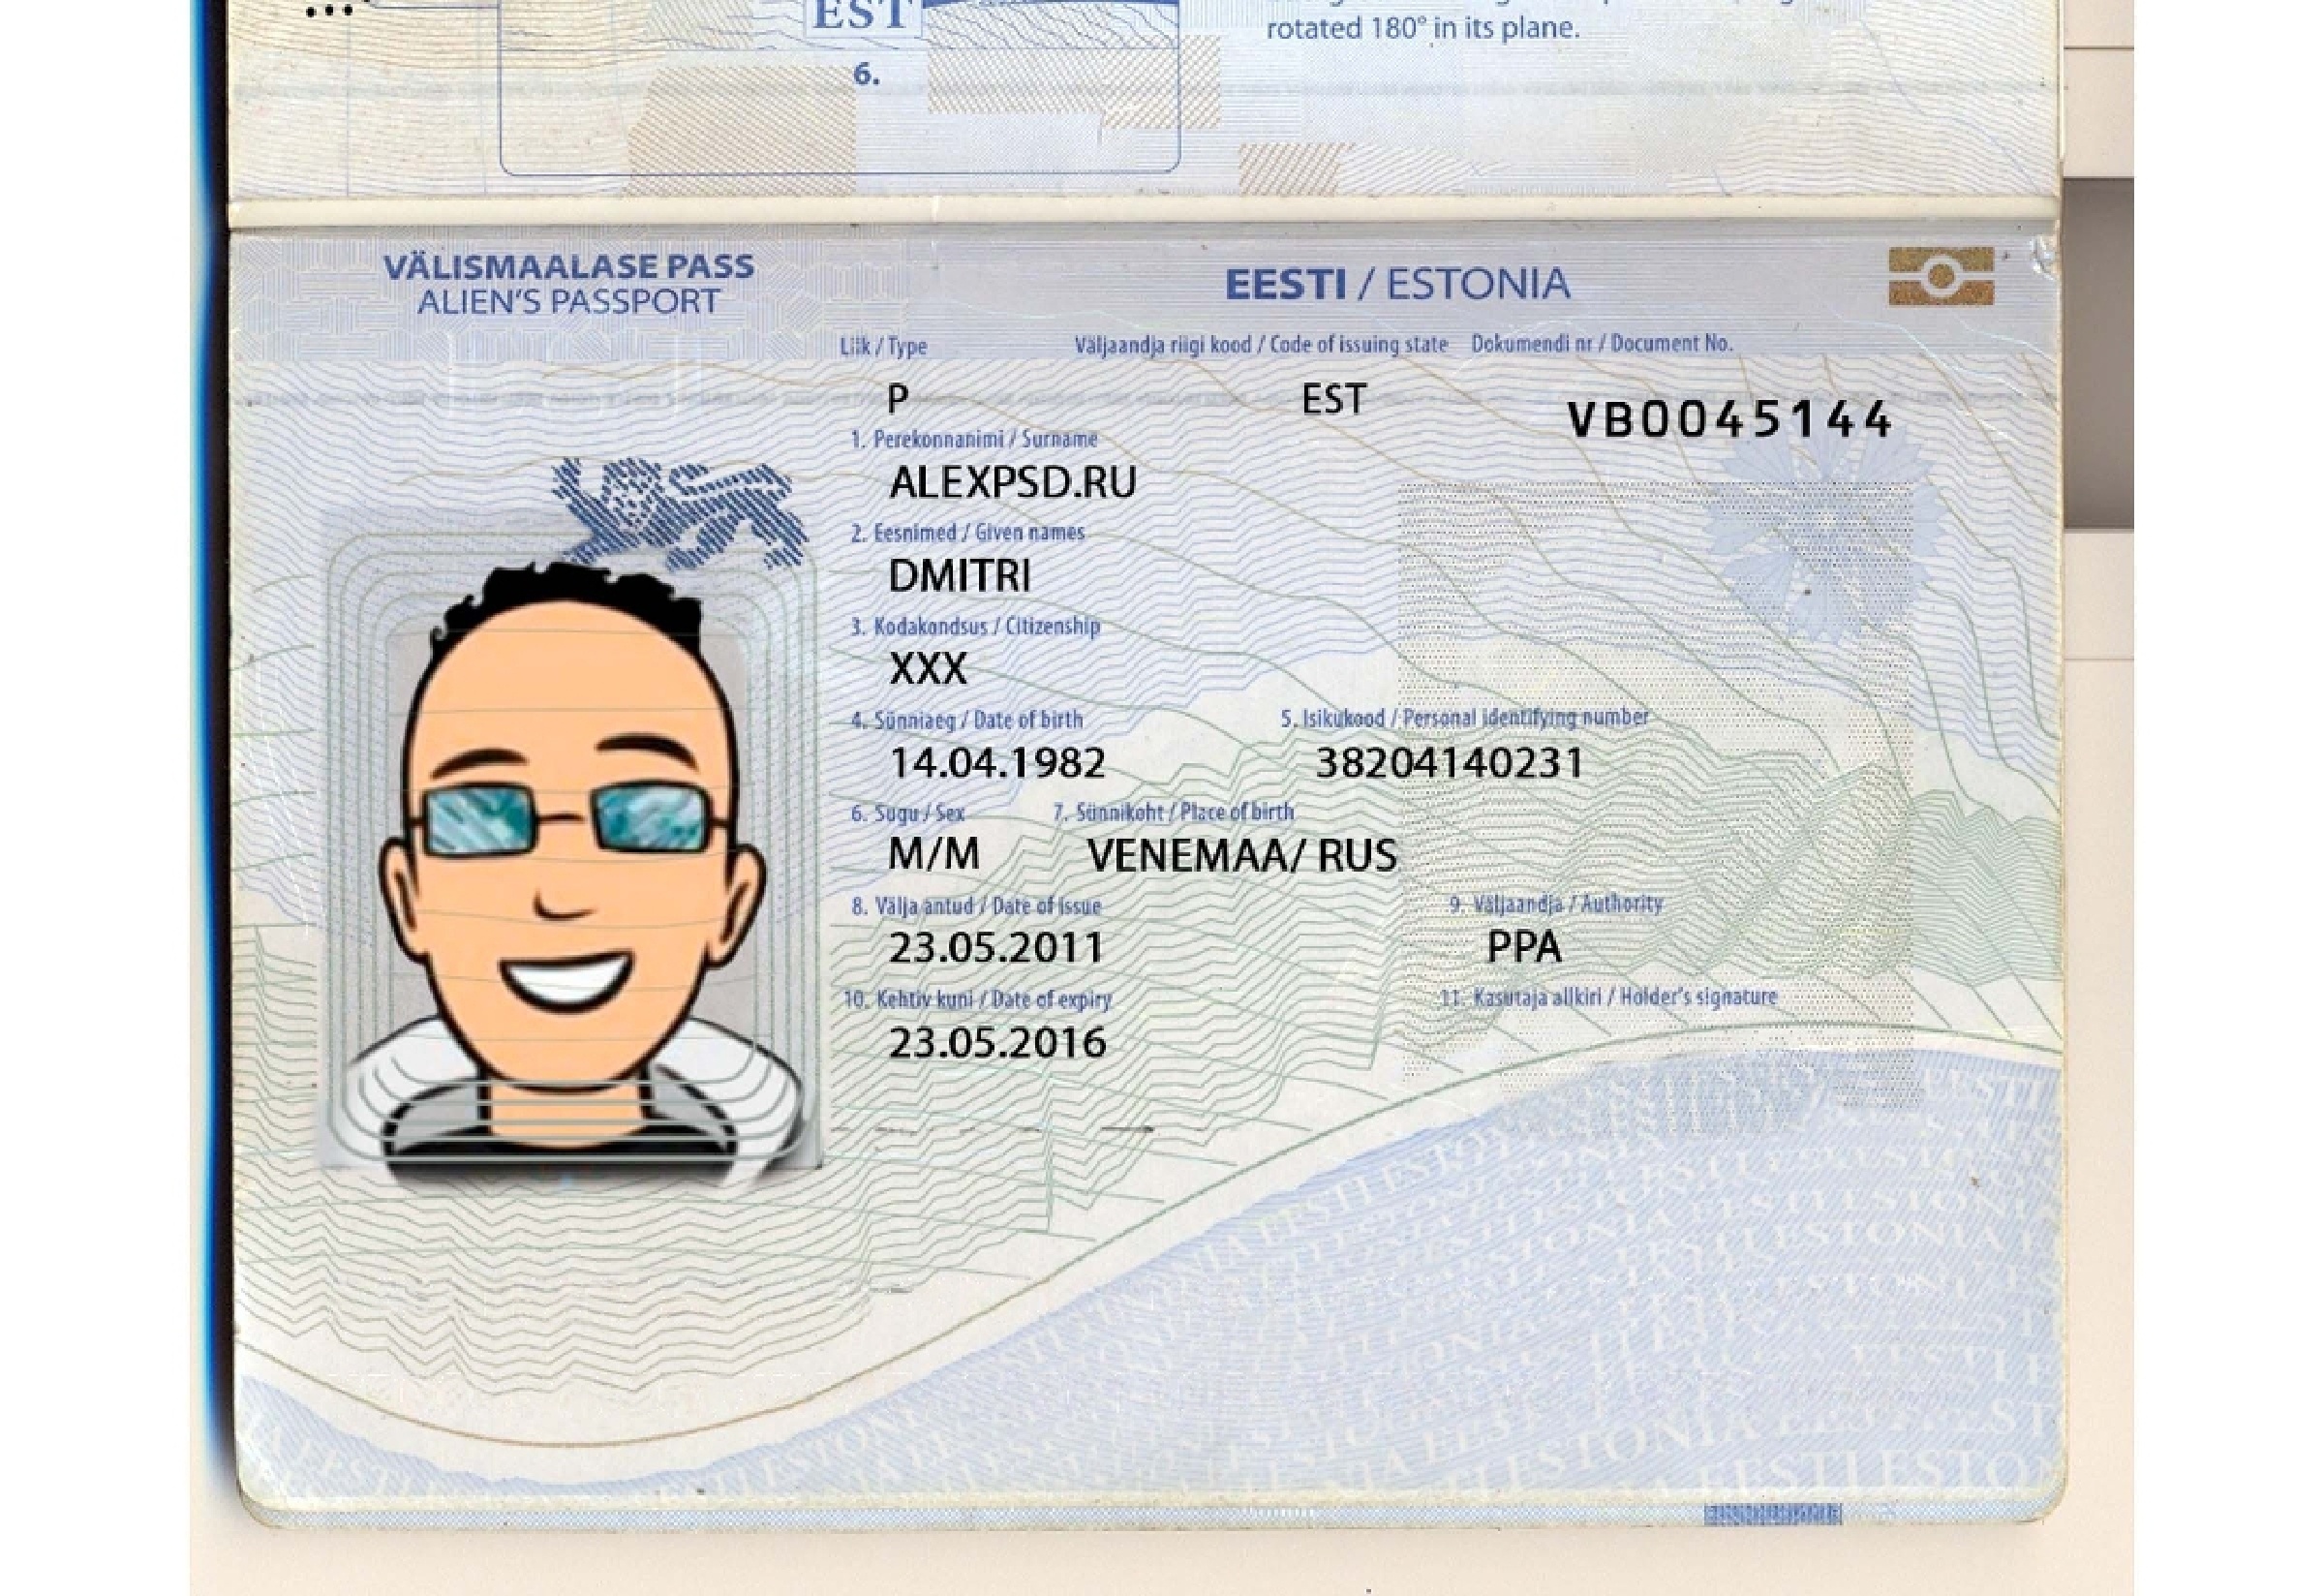 EST
6.
rotated 180° in its plane.
VÄLISMAALASE PASS
ALIEN'S PASSPORT
EESTI / ESTONIA
Liik / Type
Väljaandja riigi kood / Code of issuing state
Dokumendi nr / Document No.
P
EST
VB0045144
1. Perekonnanimi / Surname
ALEXPSD.RU
2. Eesnimed / Given names
DMITRI
3. Kodakondsus / Citizenship
XXX
4. Sünniaeg / Date of birth
5. Isikukood / Personal identifying number
14.04.1982
38204140231
6. Sugu / Sex
7. Sünnikoht / Place of birth
M/M
VENEMAA/ RUS
8. Välja antud / Date of issue
9. Väljaandja / Authority
23.05.2011
PPA
10. Kehtiv kuni / Date of expiry
11. Kasutaja allkiri / Holder's signature
23.05.2016